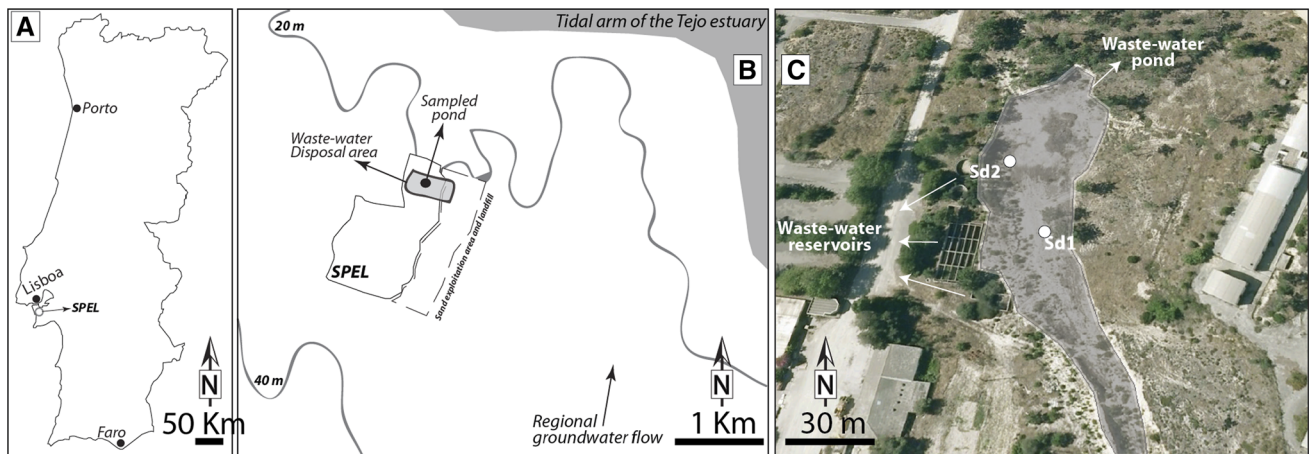 A
Porto
Lisboa
SPEL
Faro
N
50 Km
Tidal arm of the Tejo estuary
20 m
B
Sampled
pond
Waste-water
Disposal area
SPEL
Sand exploitation area and landfill
40 m
Regional
groundwater flow
N
1 Km
C
Waste-water
pond
Sd2
Waste-water
reservoirs
Sd1
N
30 m